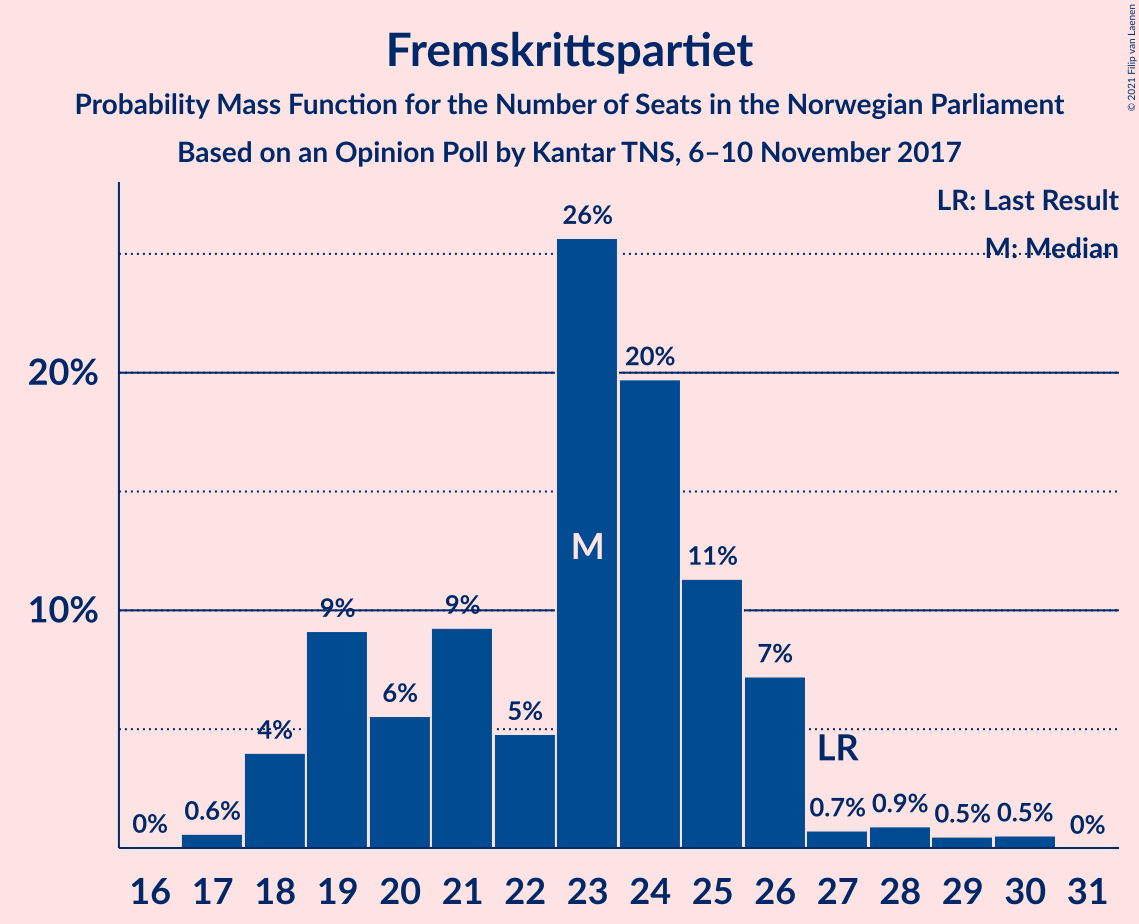 Fremskrittspartiet
Probability Mass Function for the Number of Seats in the Norwegian Parliament
Based on an Opinion Poll by Kantar TNS, 6–10 November 2017
© 2021 Filip van Laenen
LR: Last Result
M: Median
26%
20%
20%
M
11%
10%
9%
9%
7%
6%
5%
4%
LR
0%
0.6%
0.7%
0.9%
0.5%
0.5%
0%
16 17 18 19 20 21 22 23 24 25 26 27 28 29 30 31